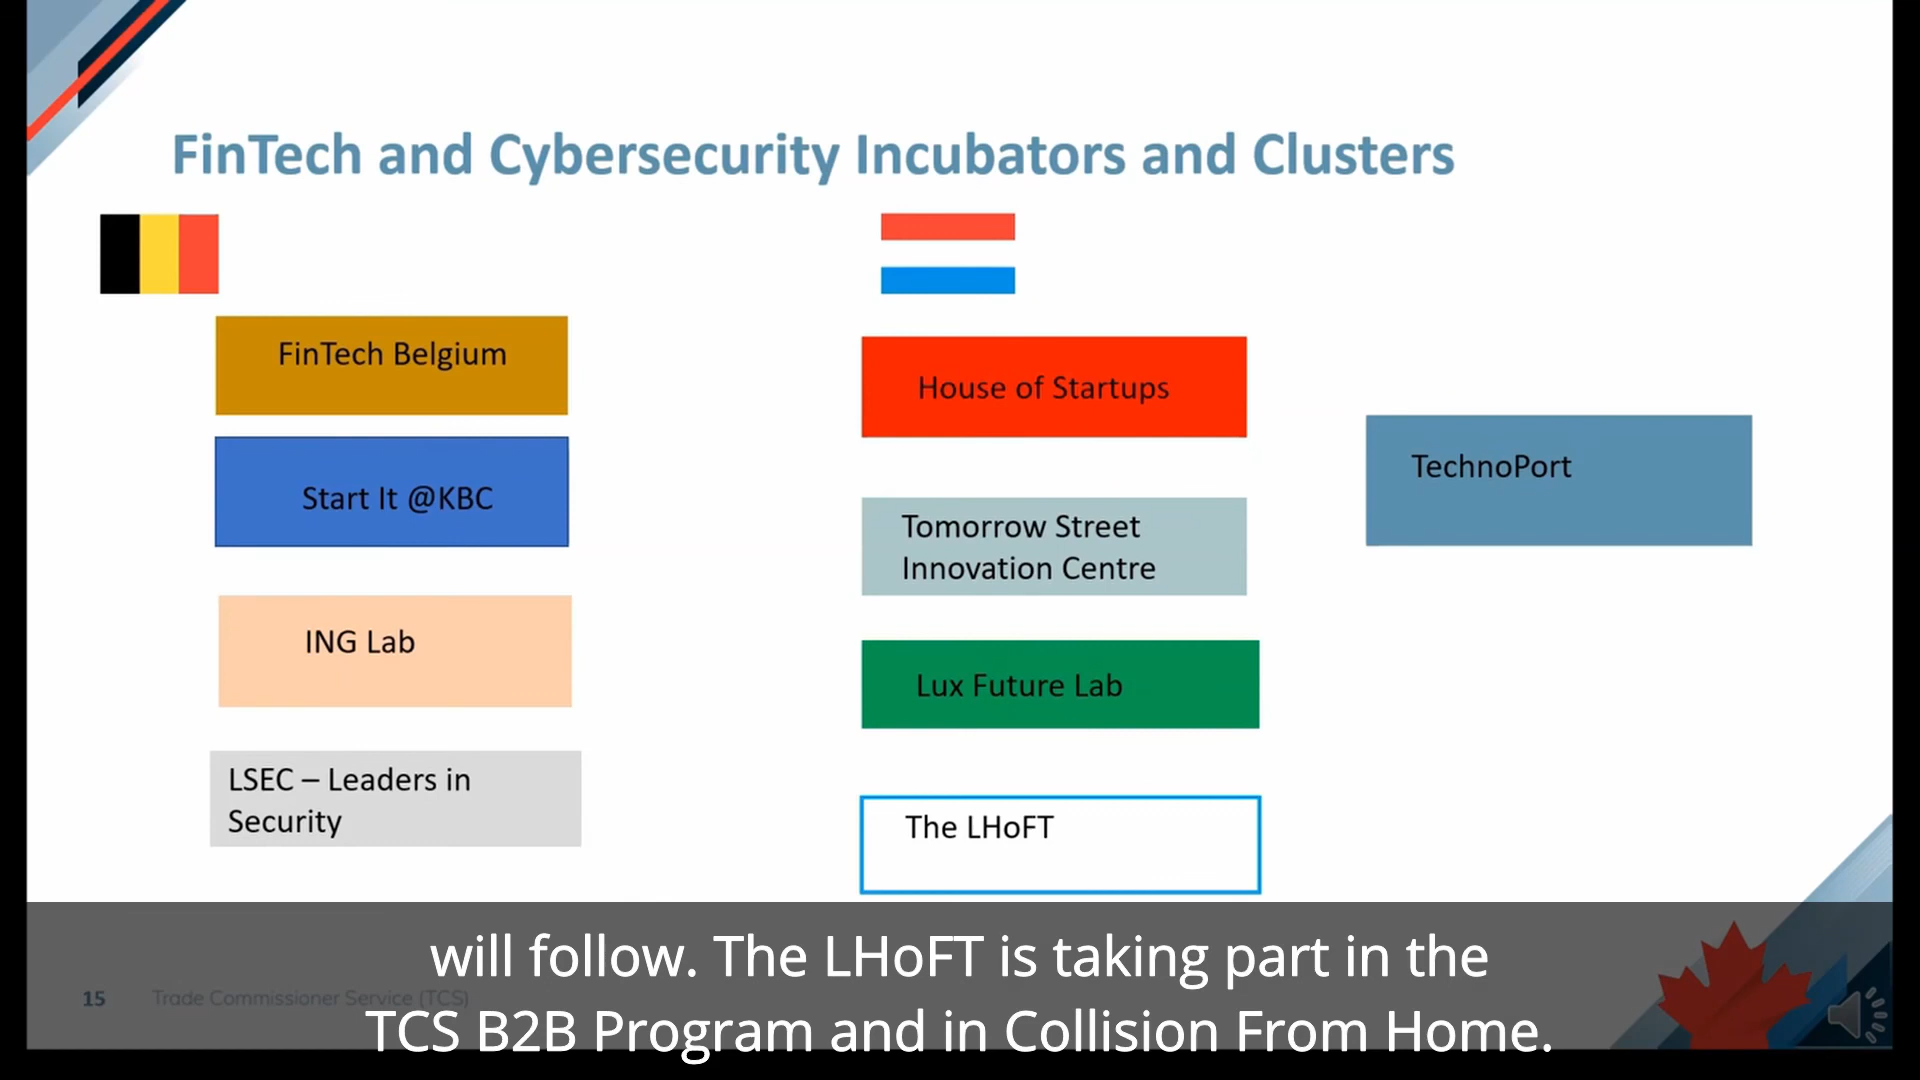 FinTech and Cybersecurity Incubators and Clusters
FinTech Belgium
Start It @KBC
ING Lab
LSEC – Leaders in
Security
House of Startups
Tomorrow Street
Innovation Centre
Lux Future Lab
The LHoFT
TechnoPort
will follow. The LHoFT is taking part in the
TCS B2B Program and in Collision From Home.
15 Trade Commissioner Service (TCS)